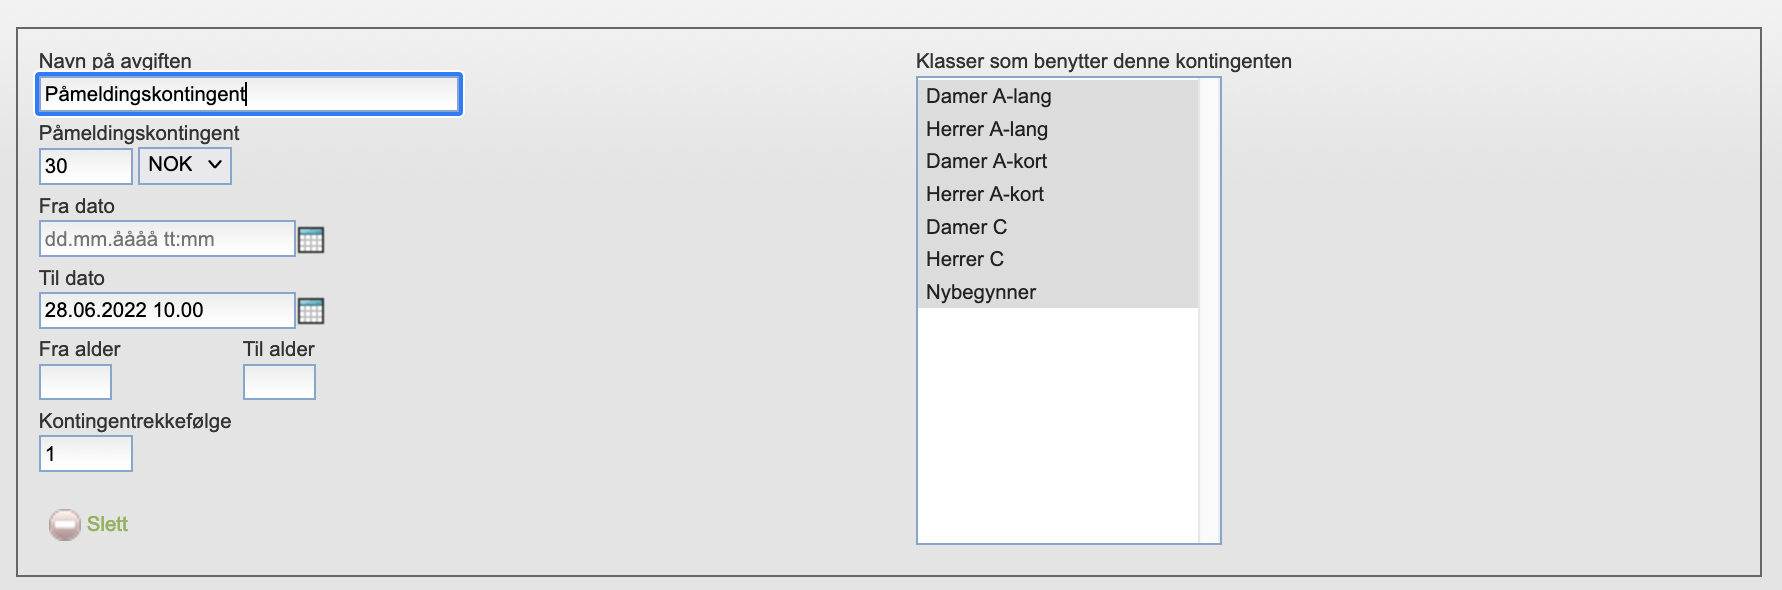 Navn på avgiften
Påmeldingskontingent
Påmeldingskontingent
30 NOK
Fra dato
dd.mm.åååå tt:mm
Til dato
28.06.2022 10.00
Fra alder Til alder
Kontingentrekkefølge
1
Slett
Klasser som benytter denne kontingenten
Damer A-lang
Herrer A-lang
Damer A-kort
Herrer A-kort
Damer C
Herrer C
Nybegynner